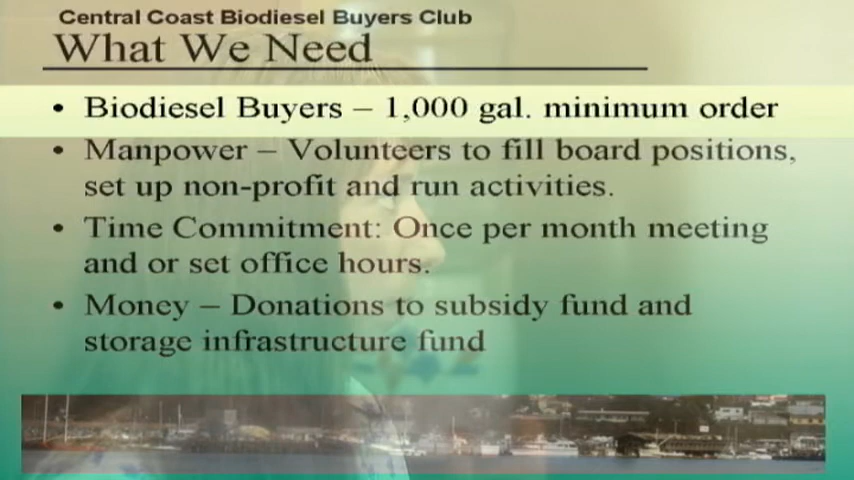 Central Coast Biodiesel Buyers Club
What We Need
• Biodiesel Buyers – 1,000 gal. minimum order
• Manpower – Volunteers to fill board positions,
set up non-profit and run activities.
• Time Commitment: Once per month meeting
and or set office hours.
• Money – Donations to subsidy fund and
storage infrastructure fund